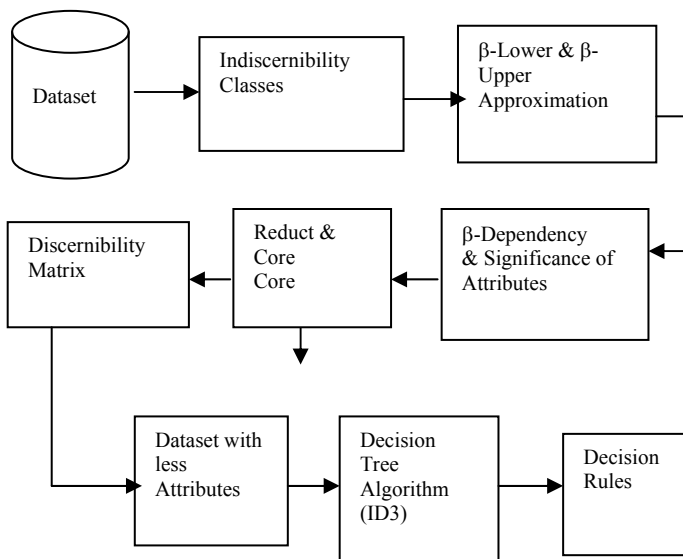 Dataset
Indiscernibility
Classes
β-Lower & β-
Upper
Approximation
Discernibility
Matrix
Reduct &
Core
Core
β-Dependency
& Significance of
Attributes
Dataset with
less
Attributes
Decision
Tree
Algorithm
(ID3)
Decision
Rules